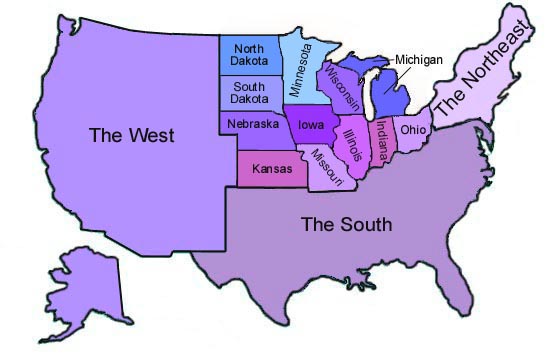 North
Dakota
Minnesota
Michigan
The Northeast
Wisconsin
South
Dakota
Nebraska
Iowa
Illinois
Indiana
Ohio
The West
Kansas
Missouri
The South